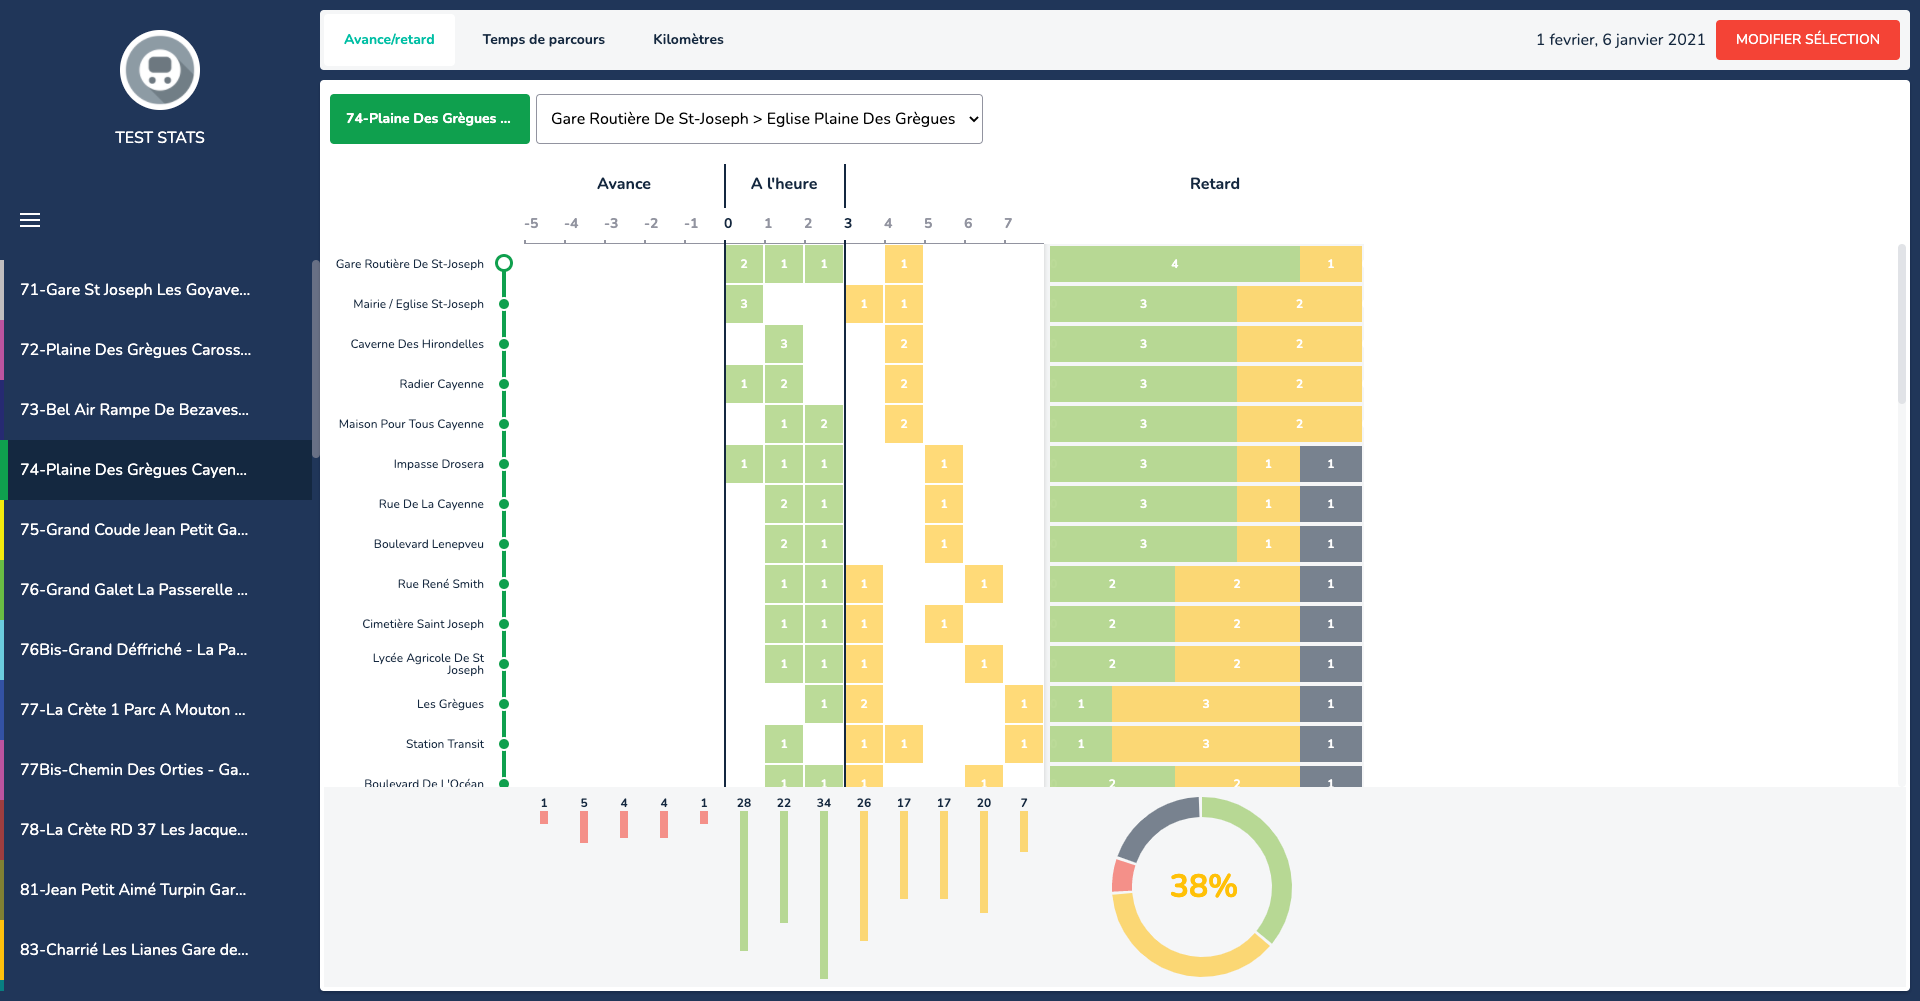 TEST STATS
71-Gare St Joseph Les Goyave...
72-Plaine Des Grègues Caross...
73-Bel Air Rampe De Bezaves...
74-Plaine Des Grègues Cayen...
75-Grand Coude Jean Petit Ga...
76-Grand Galet La Passerelle ...
76Bis-Grand Déffriché - La Pa...
77-La Crète 1 Parc A Mouton ...
77Bis-Chemin Des Orties - Ga...
78-La Crète RD 37 Les Jacque...
81-Jean Petit Aimé Turpin Gar...
83-Charrié Les Lianes Gare de...
Avance/retard Temps de parcours Kilomètres 1 fevrier, 6 janvier 2021 MODIFIER SÉLECTION
74-Plaine Des Grègues ... Gare Routière De St-Joseph > Eglise Plaine Des Grègues
Avance A l'heure Retard
-5 -4 -3 -2 -1 0 1 2 3 4 5 6 7
Gare Routière De St-Joseph 2 1 1 1 4 1
Mairie / Eglise St-Joseph 3 1 1 3 2
Caverne Des Hirondelles 3 2 3 2
Radier Cayenne 1 2 2 3 2
Maison Pour Tous Cayenne 1 2 2 3 2
Impasse Drosera 1 1 1 1 3 1 1
Rue De La Cayenne 2 1 1 3 1 1
Boulevard Lenepveu 2 1 1 3 1 1
Rue René Smith 1 1 1 1 2 2 1
Cimetière Saint Joseph 1 1 1 1 2 2 1
Lycée Agricole De St
Joseph 1 1 1 1 2 2 1
Les Grègues 1 2 1 1 3 1
Station Transit 1 1 1 1 1 3 1
Boulevard De L'Océan 1 1 1 1 2 2 1
1 5 4 4 1 28 22 34 26 17 17 20 7
38%